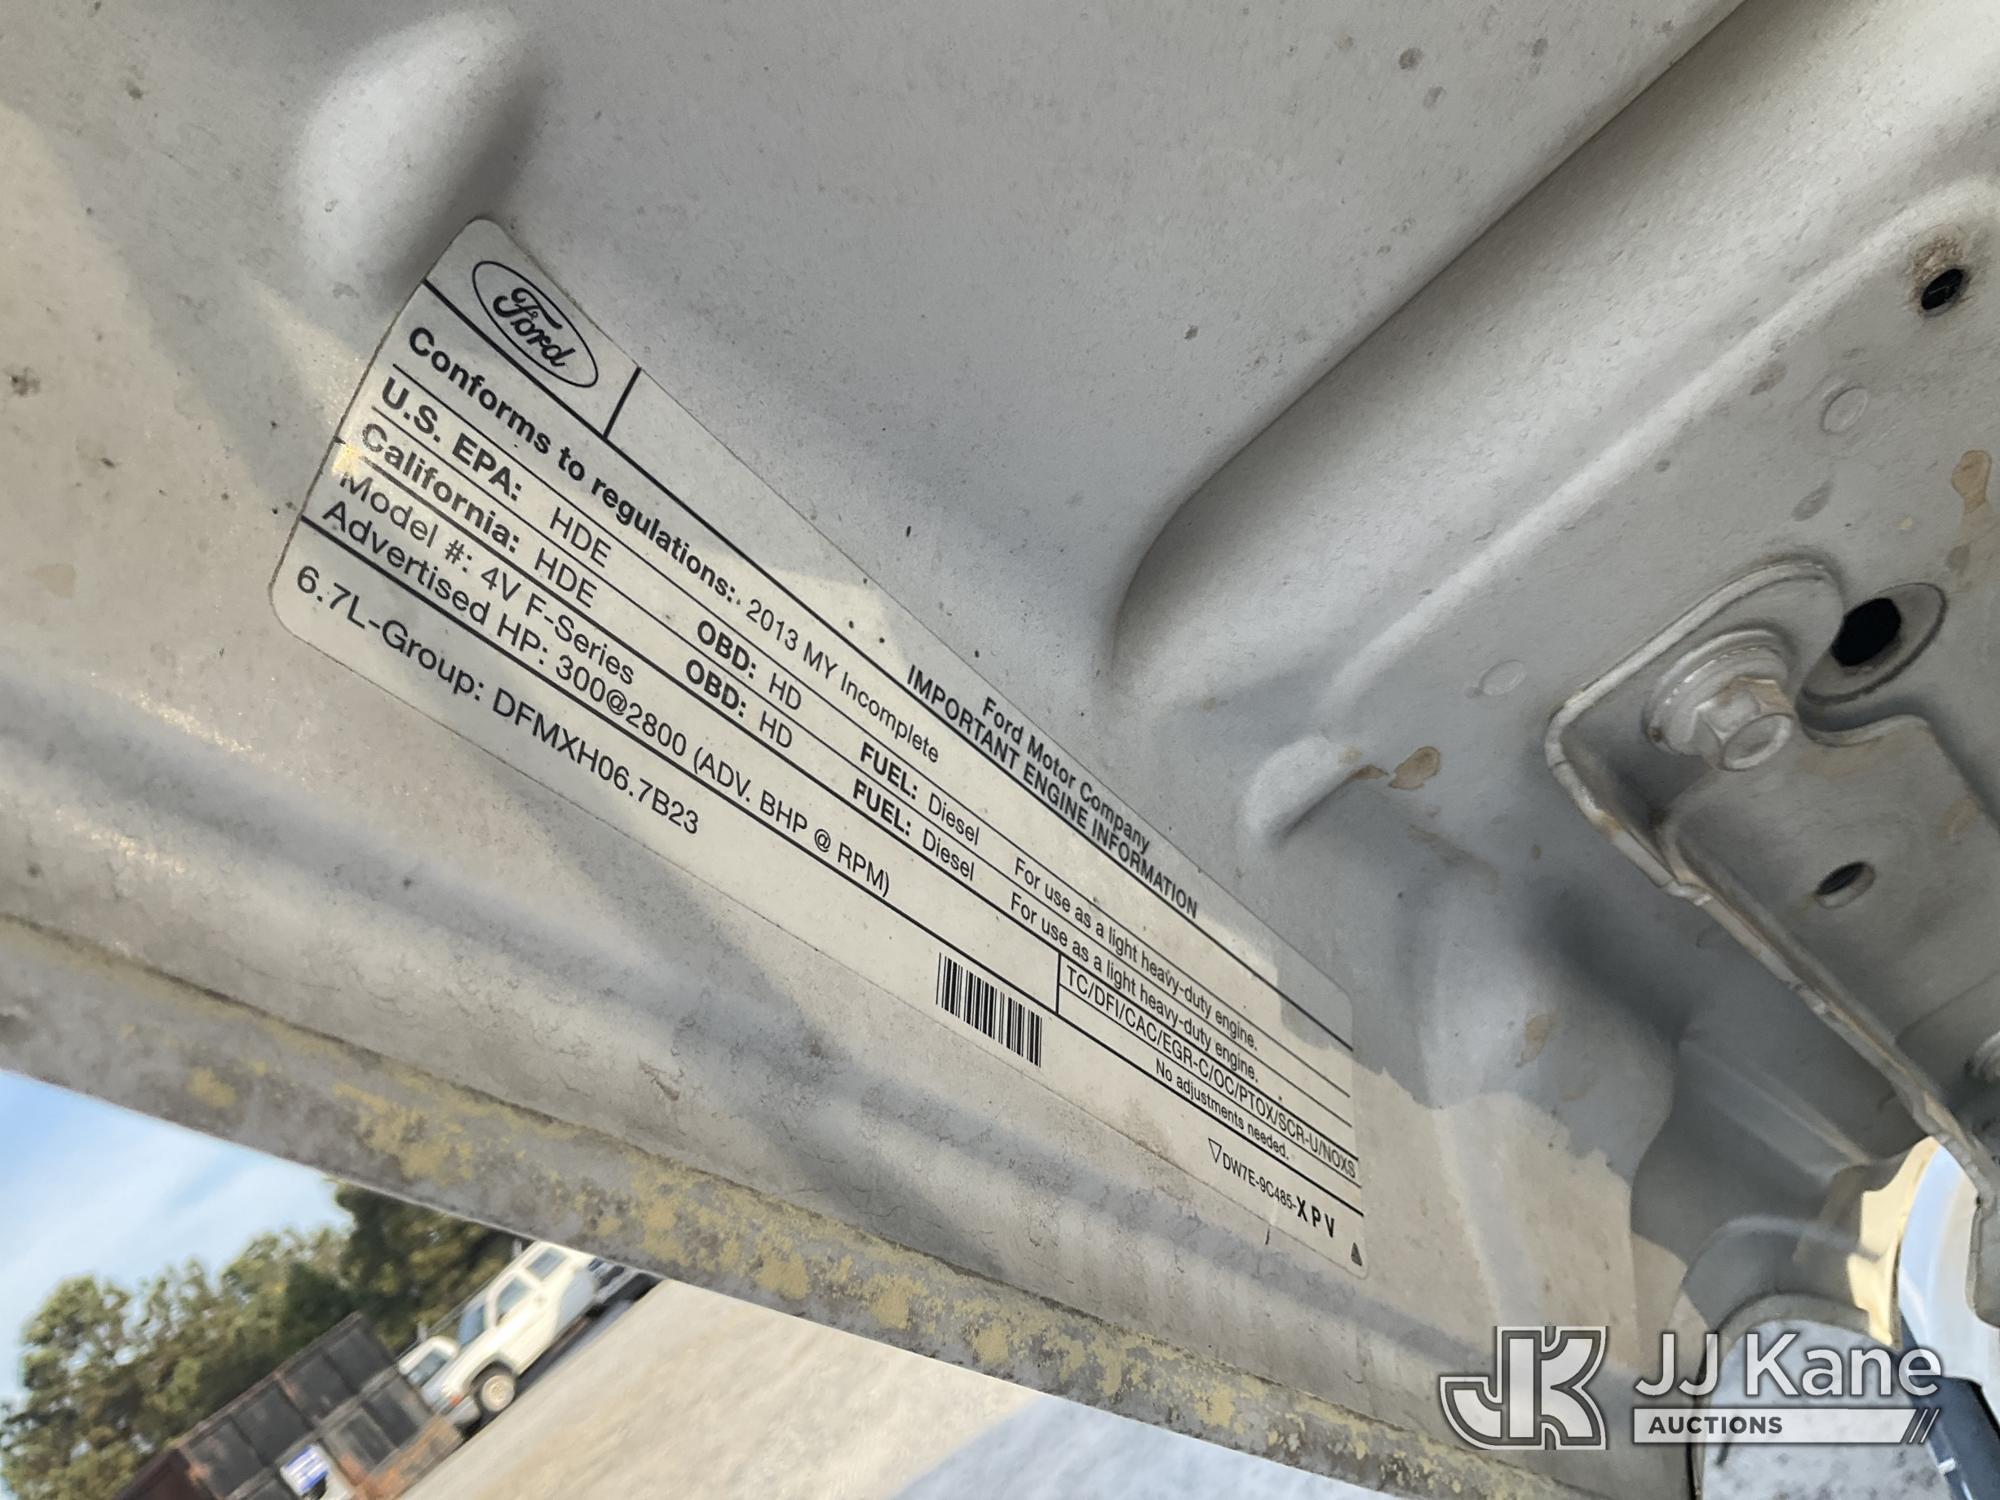 Ford
Ford Motor Company
IMPORTANT ENGINE INFORMATION
Conforms to regulations: 2013 MY Incomplete
U.S. EPA: HDE OBD: HD FUEL: Diesel For use as a light heavy-duty engine.
California: HDE OBD: HD FUEL: Diesel For use as a light heavy-duty engine.
Model #: 4V F-Series TC/DFI/CAC/EGR-C/OC/PTOX/SCR-U/NOXS
Advertised HP: 300@2800 (ADV. BHP @ RPM) No adjustments needed.
6.7L-Group: DFMXH06.7B23 DW7E-9C485-XPV
JK JJ Kane
AUCTIONS